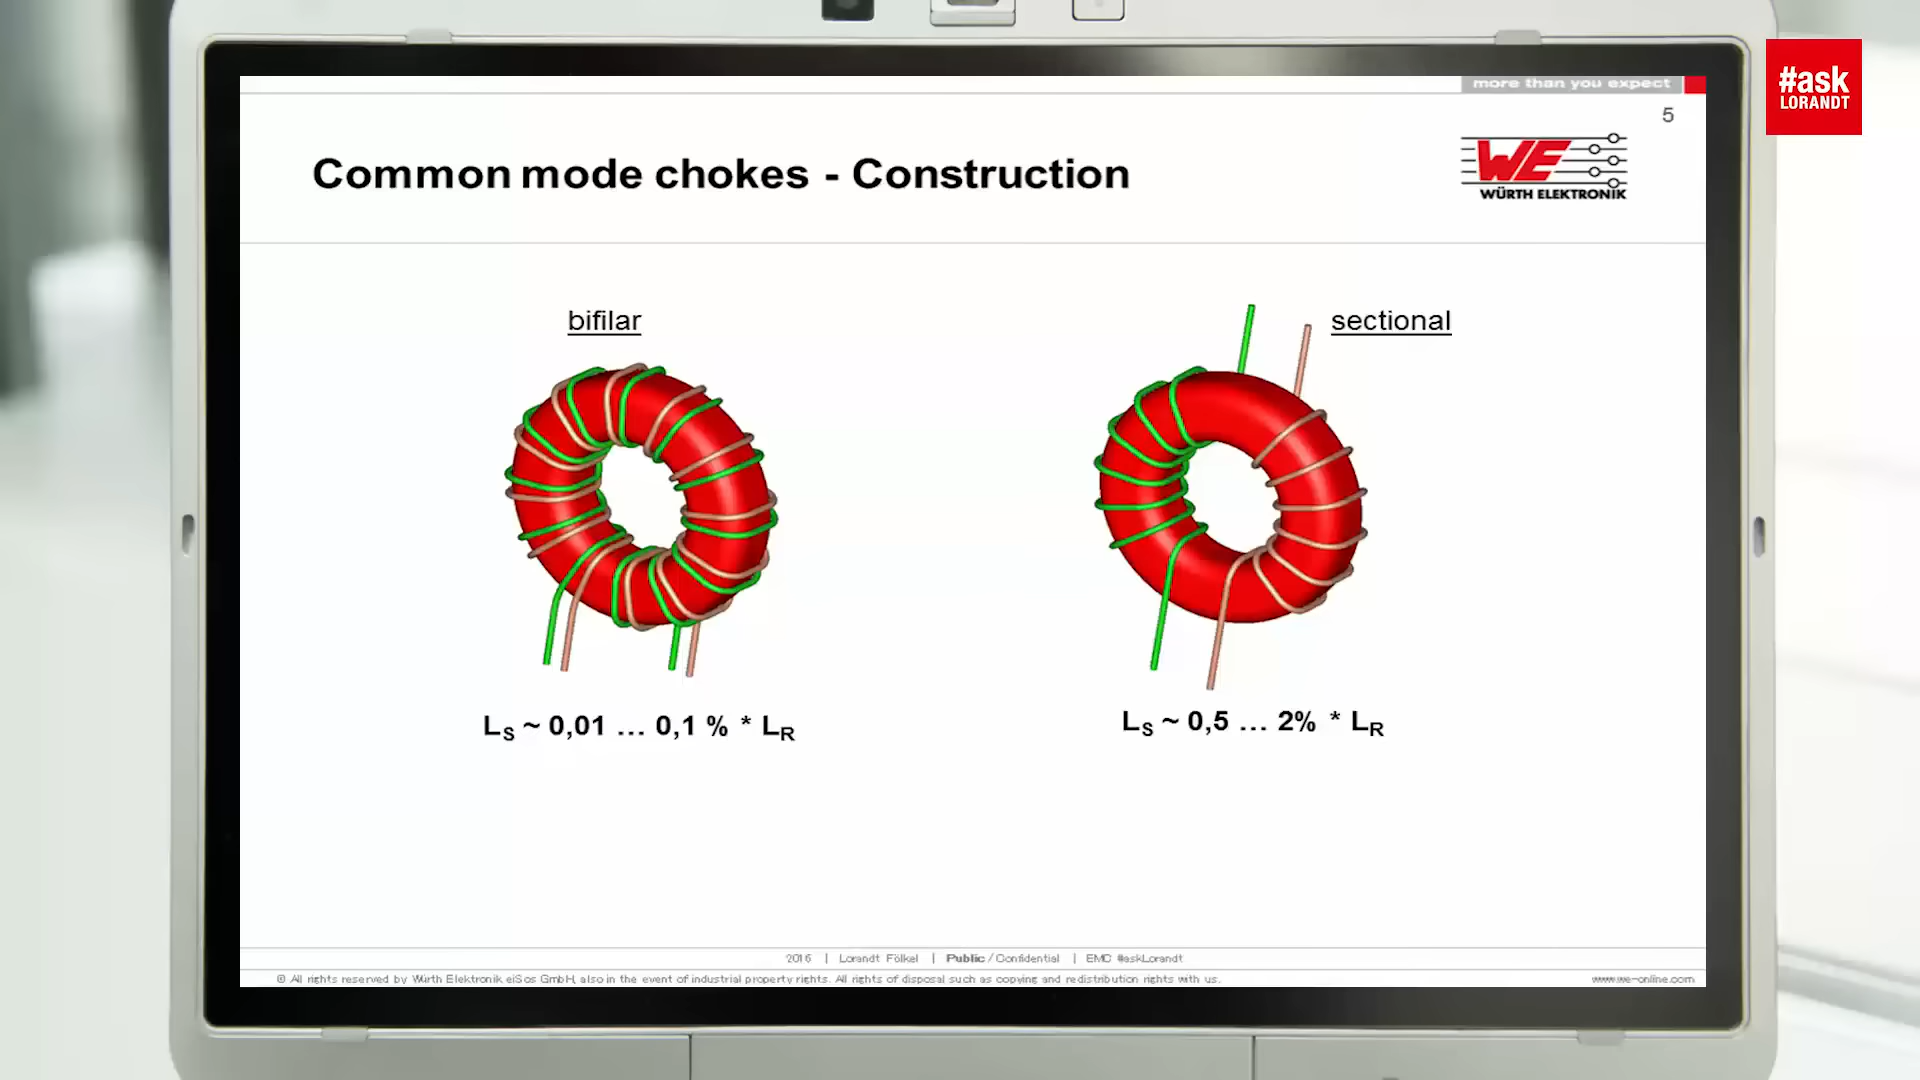 #ask
LORANDT
more than you expect
5
Common mode chokes - Construction
WE
WÜRTH ELEKTRONIK
bifilar
sectional
LS ~ 0,01 … 0,1 % * LR
LS ~ 0,5 … 2% * LR
2016 | Lorandt Fölkel | Public / Confidential | EMC #askLorandt
© All rights reserved by Würth Elektronik eiSos GmbH, also in the event of industrial property rights. All rights of disposal such as copying and redistribution rights with us.
www.we-online.com